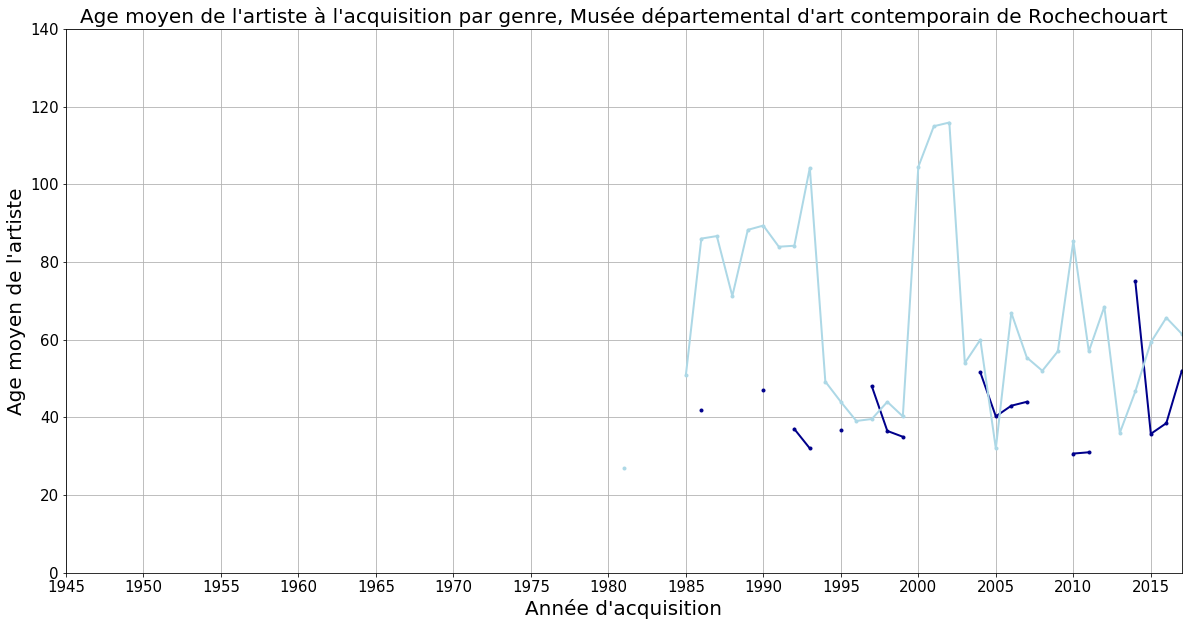 Age moyen de l'artiste à l'acquisition par genre, Musée départemental d'art contemporain de Rochechouart
140
120
100
80
60
40
20
0
Age moyen de l'artiste
1945 1950 1955 1960 1965 1970 1975 1980 1985 1990 1995 2000 2005 2010 2015
Année d'acquisition